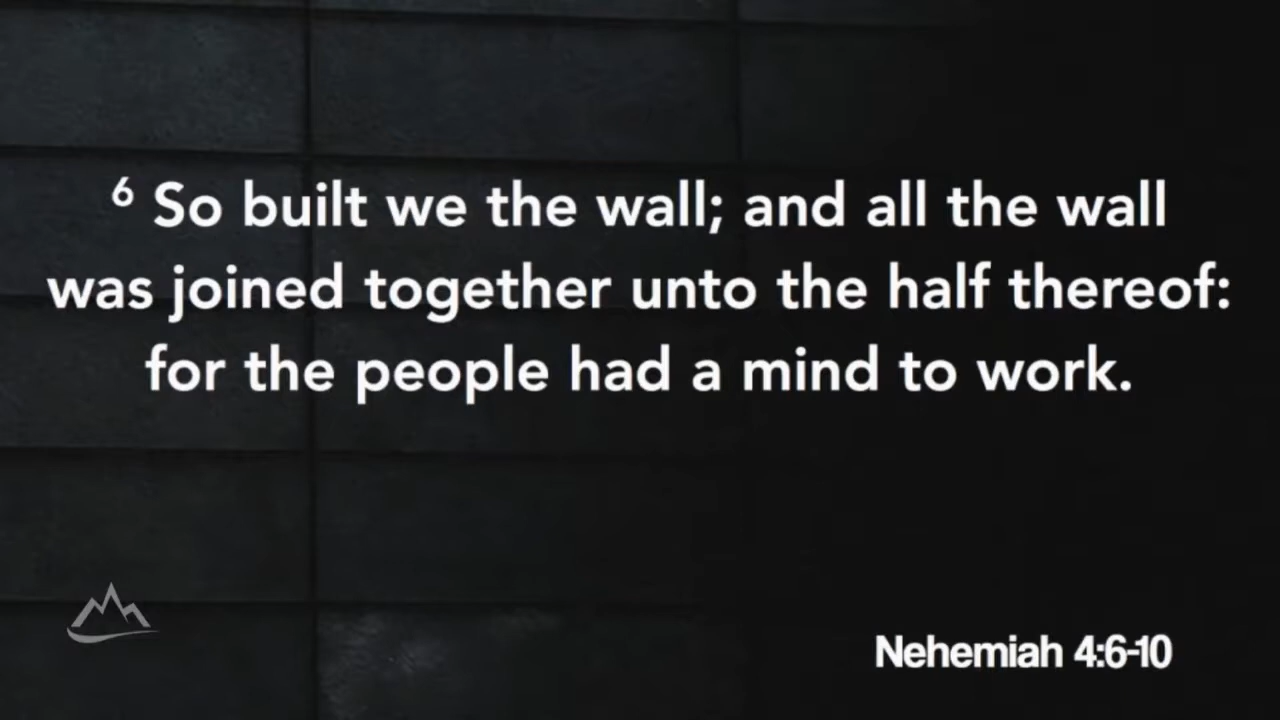 ⁶ So built we the wall; and all the wall
was joined together unto the half thereof:
for the people had a mind to work.
Nehemiah 4:6-10